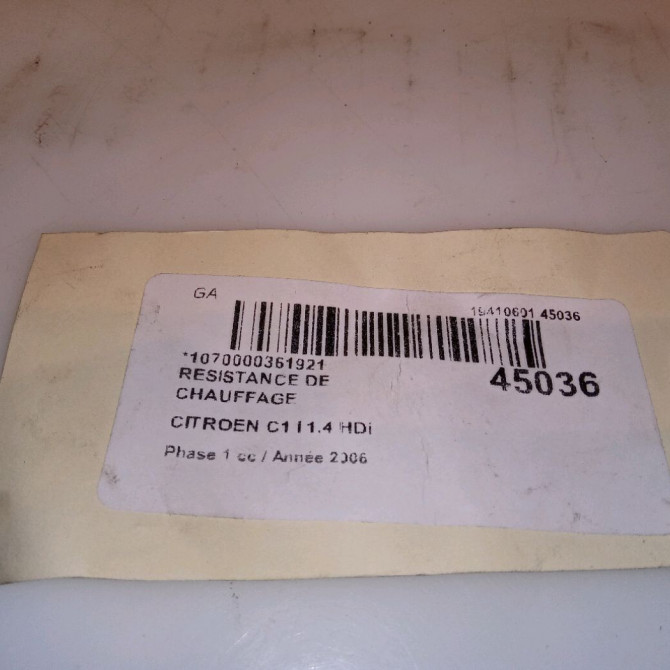 GA
19410601 45036
*1070000361921
45036
RESISTANCE DE
CHAUFFAGE
CITROEN C1 I 1.4 HDi
Phase 1 cc / Année 2006